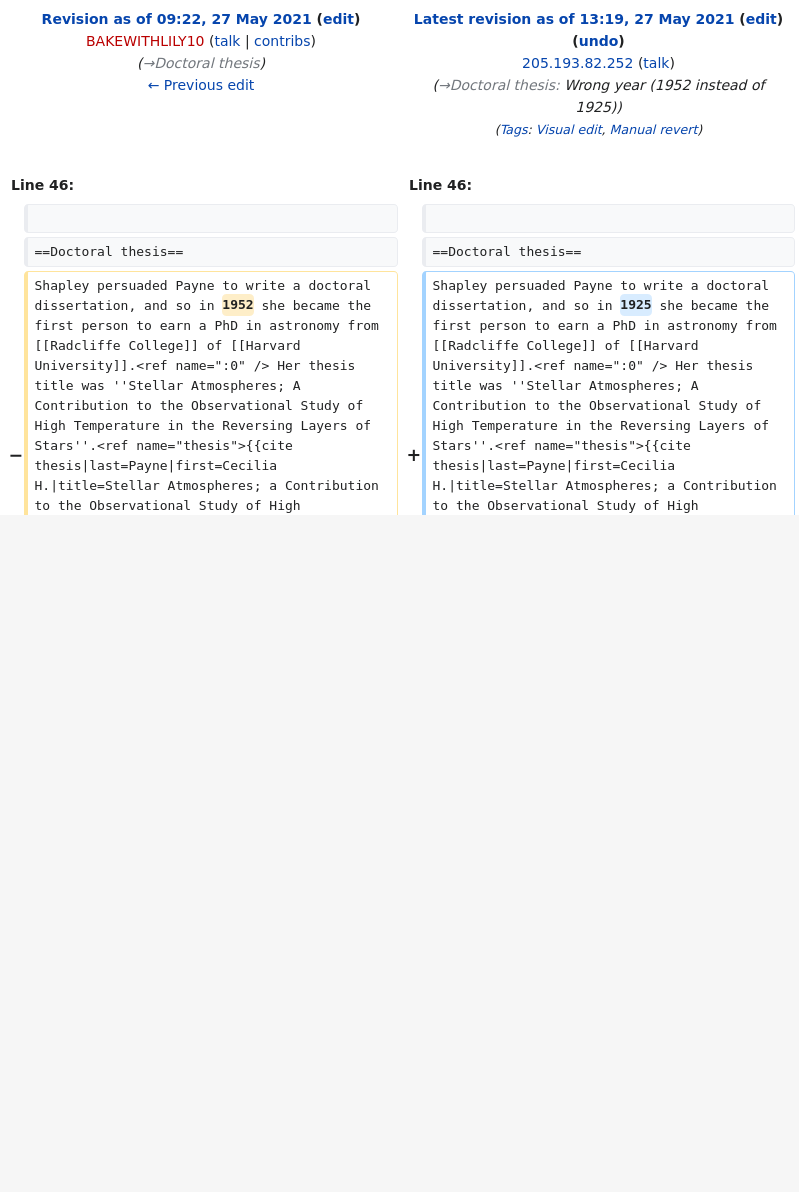 Revision as of 09:22, 27 May 2021 (edit)
BAKEWITHLILY10 (talk | contribs)
(→Doctoral thesis)
← Previous edit
Latest revision as of 13:19, 27 May 2021 (edit)
(undo)
205.193.82.252 (talk)
(→Doctoral thesis: Wrong year (1952 instead of
1925))
(Tags: Visual edit, Manual revert)
Line 46:
Line 46:
==Doctoral thesis==
==Doctoral thesis==
−
Shapley persuaded Payne to write a doctoral
dissertation, and so in 1952 she became the
first person to earn a PhD in astronomy from
[[Radcliffe College]] of [[Harvard
University]].<ref name=":0" /> Her thesis
title was ''Stellar Atmospheres; A
Contribution to the Observational Study of
High Temperature in the Reversing Layers of
Stars''.<ref name="thesis">{{cite
thesis|last=Payne|first=Cecilia
H.|title=Stellar Atmospheres; a Contribution
to the Observational Study of High
+
Shapley persuaded Payne to write a doctoral
dissertation, and so in 1925 she became the
first person to earn a PhD in astronomy from
[[Radcliffe College]] of [[Harvard
University]].<ref name=":0" /> Her thesis
title was ''Stellar Atmospheres; A
Contribution to the Observational Study of
High Temperature in the Reversing Layers of
Stars''.<ref name="thesis">{{cite
thesis|last=Payne|first=Cecilia
H.|title=Stellar Atmospheres; a Contribution
to the Observational Study of High